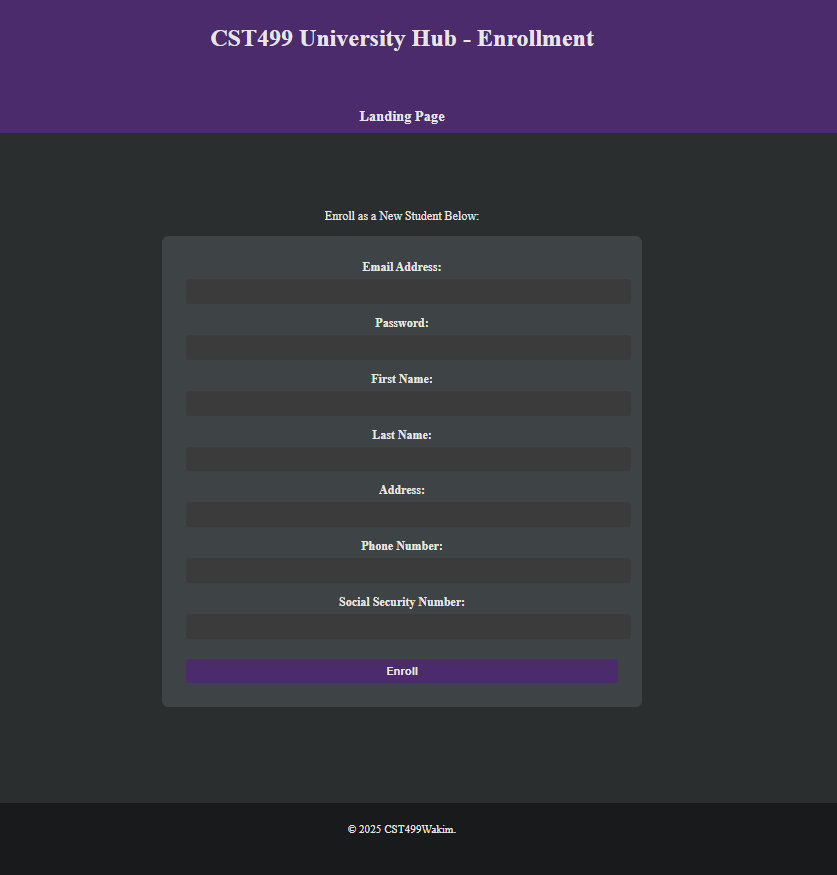 CST499 University Hub - Enrollment
Landing Page
Enroll as a New Student Below:
Email Address:
Password:
First Name:
Last Name:
Address:
Phone Number:
Social Security Number:
Enroll
© 2025 CST499Wakim.